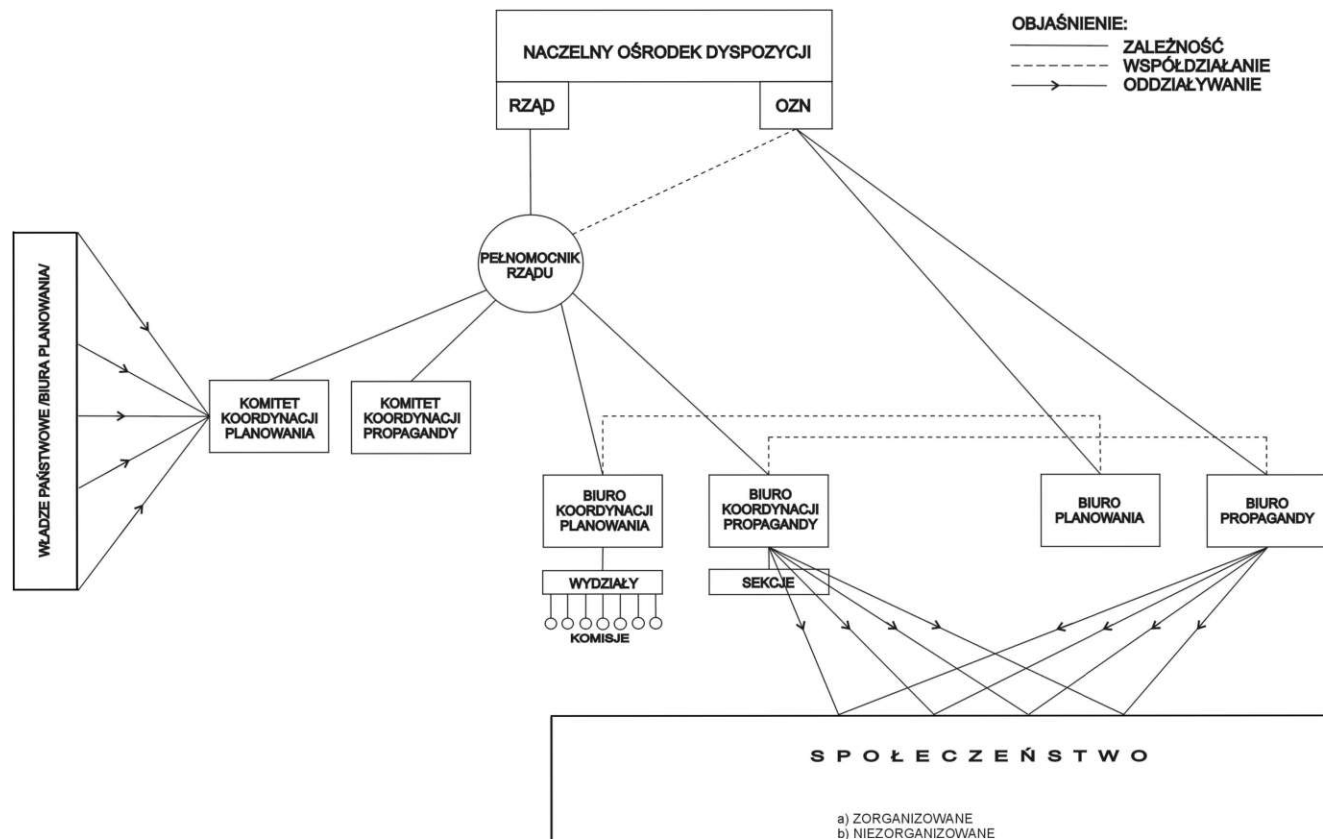 NACZELNY OŚRODEK DYSPOZYCJI
RZĄD
OZN
OBJAŚNIENIE:
ZALEŻNOŚĆ
WSPÓŁDZIAŁANIE
ODDZIAŁYWANIE
PEŁNOMOCNIK
RZĄDU
WŁADZE PAŃSTWOWE /BIURA PLANOWANIA/
KOMITET
KOORDYNACJI
PLANOWANIA
KOMITET
KOORDYNACJI
PROPAGANDY
BIURO
KOORDYNACJI
PLANOWANIA
BIURO
KOORDYNACJI
PROPAGANDY
BIURO
PLANOWANIA
BIURO
PROPAGANDY
WYDZIAŁY
SEKCJE
KOMISJE
SPOŁECZEŃSTWO
a) ZORGANIZOWANE
b) NIEZORGANIZOWANE